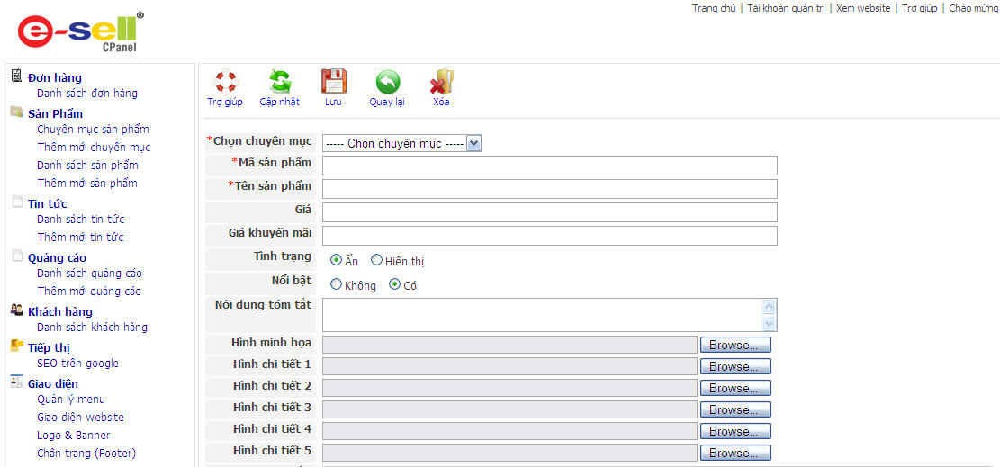 Trang chủ | Tài khoản quản trị | Xem website | Trợ giúp | Chào mừng
e-sell®
CPanel
Đơn hàng
Danh sách đơn hàng
Sản Phẩm
Chuyên mục sản phẩm
Thêm mới chuyên mục
Danh sách sản phẩm
Thêm mới sản phẩm
Tin tức
Danh sách tin tức
Thêm mới tin tức
Quảng cáo
Danh sách quảng cáo
Thêm mới quảng cáo
Khách hàng
Danh sách khách hàng
Tiếp thị
SEO trên google
Giao diện
Quản lý menu
Giao diện website
Logo & Banner
Chân trang (Footer)
Trợ giúp Cập nhật Lưu Quay lại Xóa
*Chọn chuyên mục ----- Chọn chuyên mục -----
*Mã sản phẩm
*Tên sản phẩm
Giá
Giá khuyến mãi
Tình trạng Ẩn Hiển thị
Nổi bật Không Có
Nội dung tóm tắt
Hình minh họa Browse...
Hình chi tiết 1 Browse...
Hình chi tiết 2 Browse...
Hình chi tiết 3 Browse...
Hình chi tiết 4 Browse...
Hình chi tiết 5 Browse...